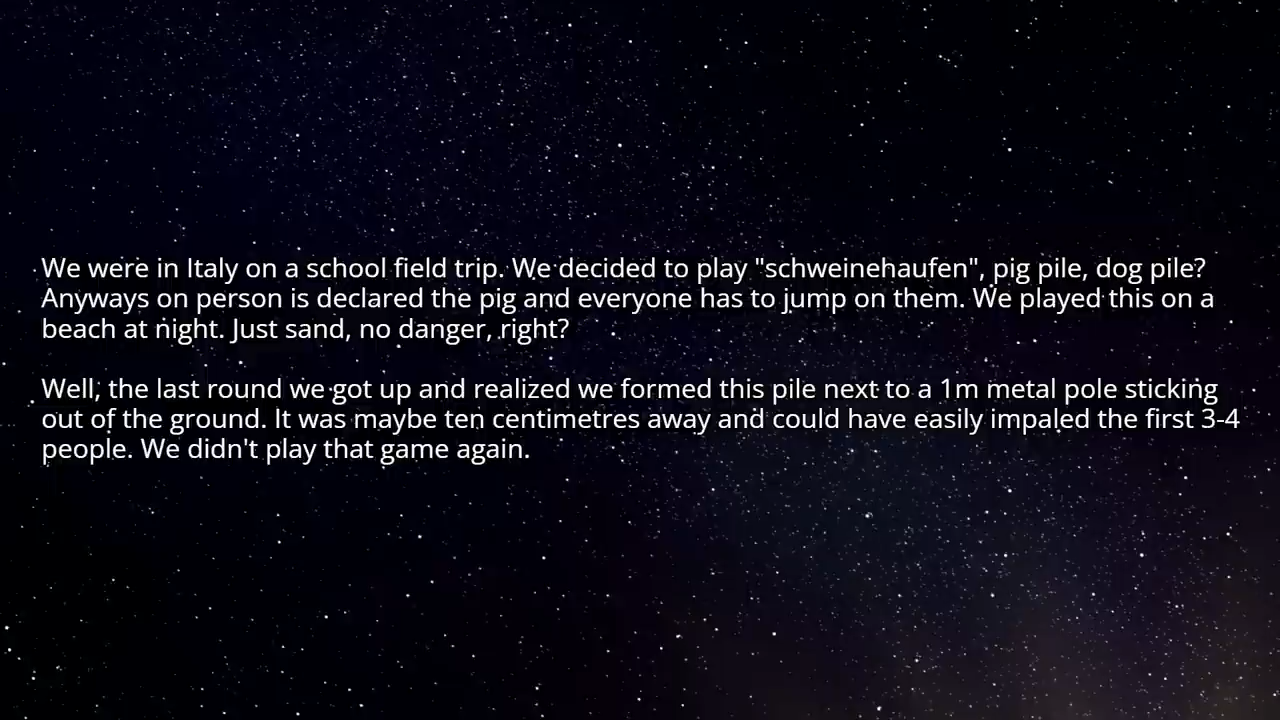 We were in Italy on a school field trip. We decided to play "schweinehaufen", pig pile, dog pile?
Anyways on person is declared the pig and everyone has to jump on them. We played this on a
beach at night. Just sand, no danger, right?
Well, the last round we got up and realized we formed this pile next to a 1m metal pole sticking
out of the ground. It was maybe ten centimetres away and could have easily impaled the first 3-4
people. We didn't play that game again.